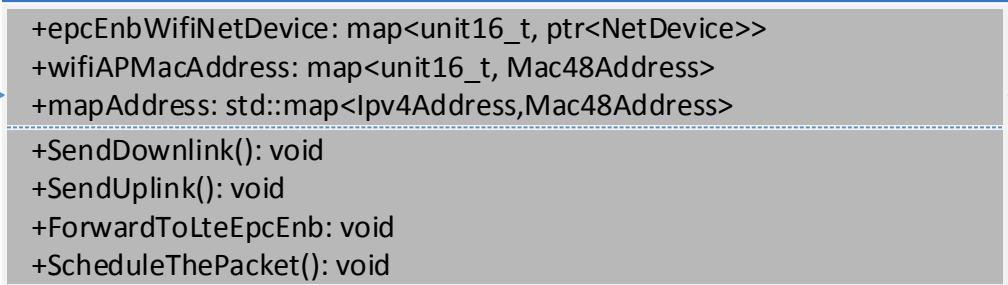 +epcEnbWifiNetDevice: map<unit16_t, ptr<NetDevice>>
+wifiAPMacAddress: map<unit16_t, Mac48Address>
+mapAddress: std::map<Ipv4Address,Mac48Address>
+SendDownlink(): void
+SendUplink(): void
+ForwardToLteEpcEnb: void
+ScheduleThePacket(): void